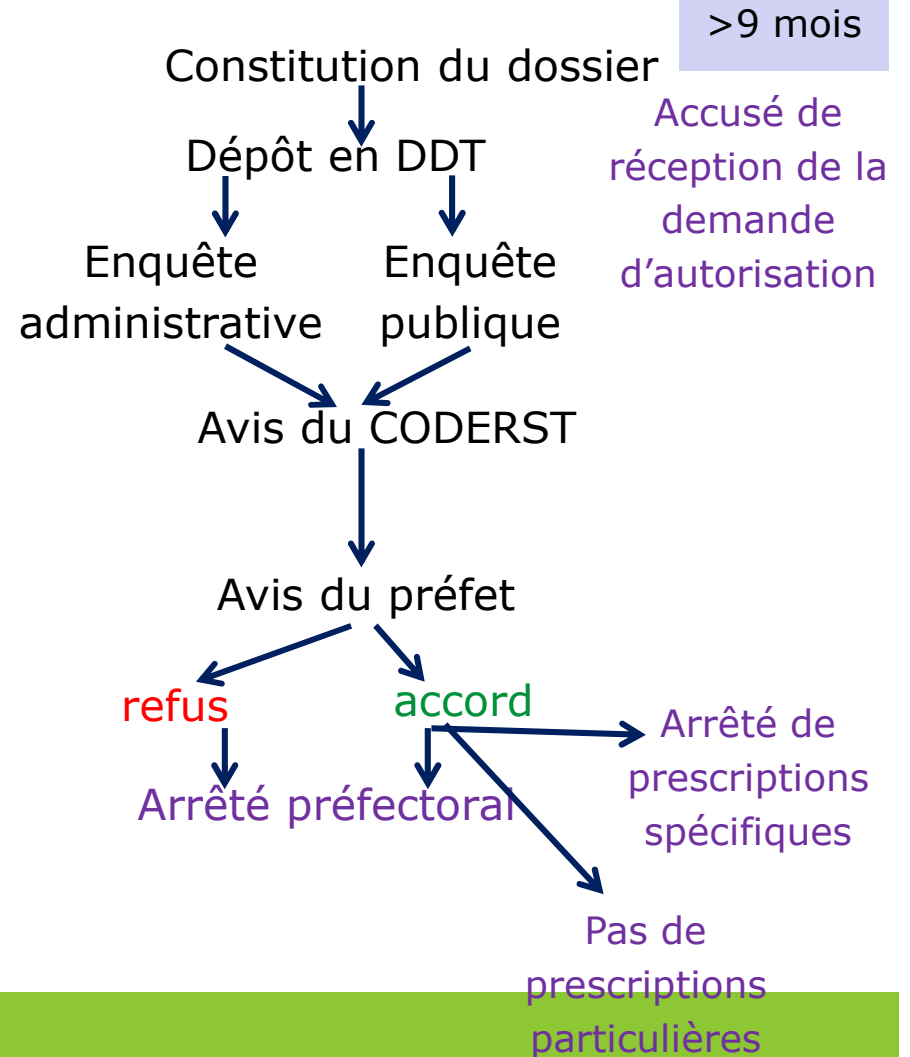 >9 mois
Constitution du dossier
Accusé de
réception de la
demande
d'autorisation
Dépôt en DDT
Enquête
administrative
Enquête
publique
Avis du CODERST
Avis du préfet
refus
accord
Arrêté préfectoral
Arrêté de
prescriptions
spécifiques
Pas de
prescriptions
particulières